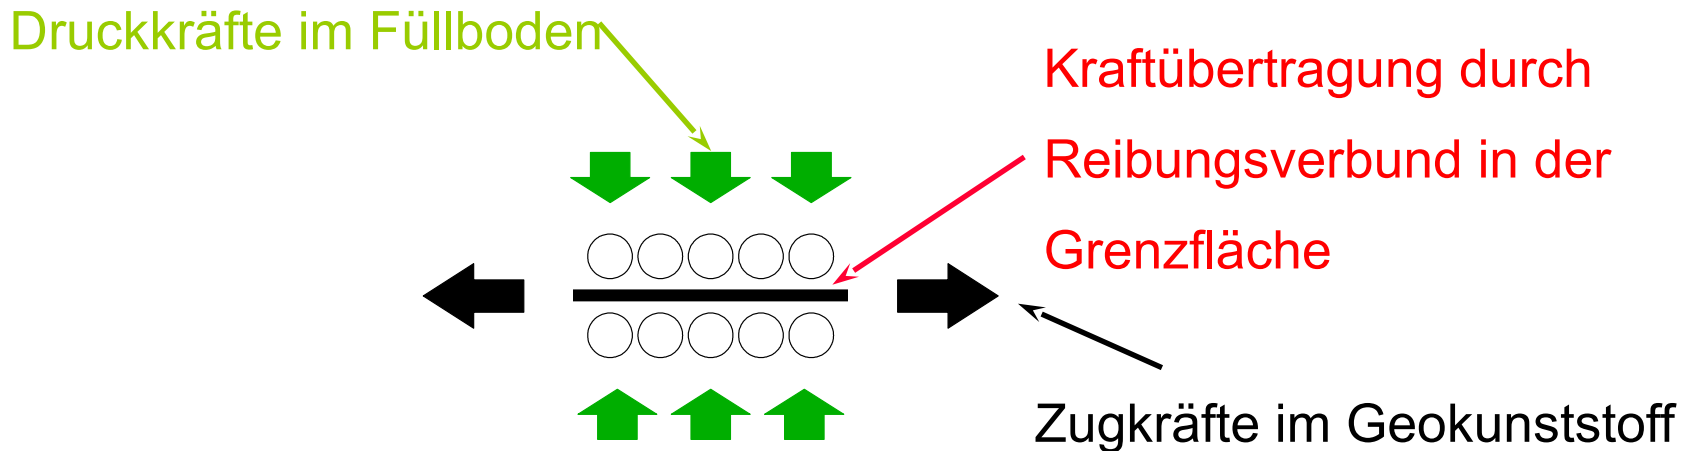 Druckkräfte im Füllboden
Kraftübertragung durch
Reibungsverbund in der
Grenzfläche
Zugkräfte im Geokunststoff